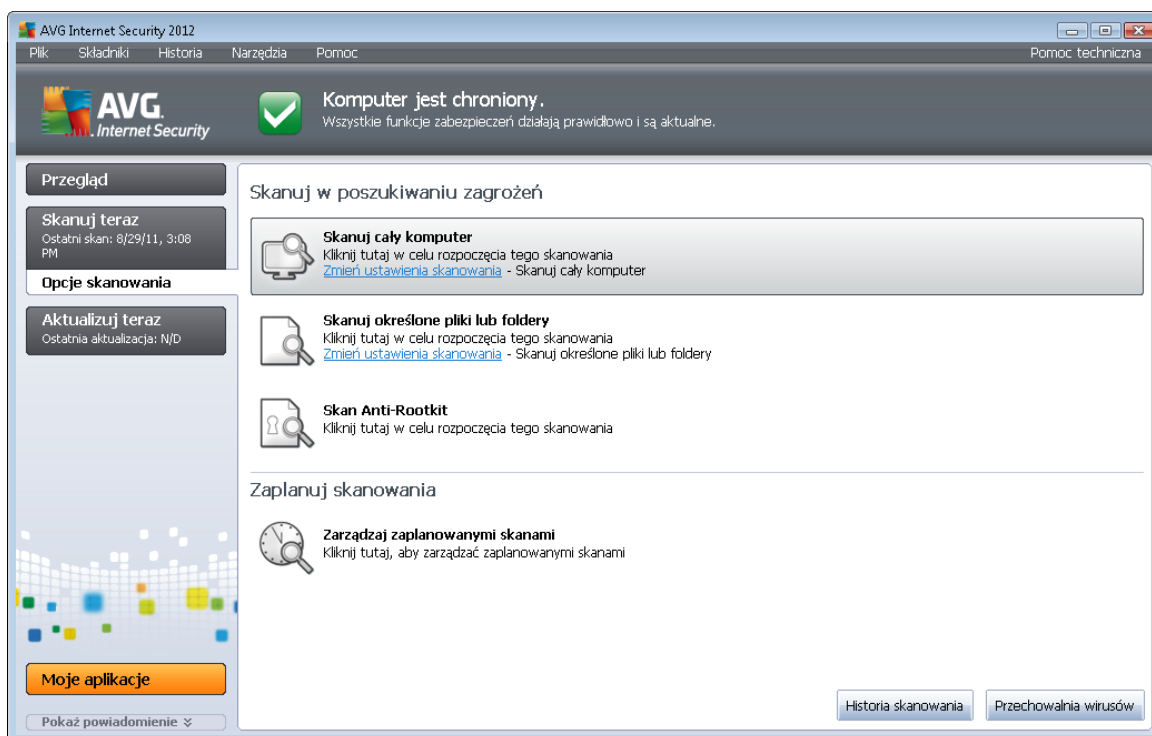 AVG Internet Security 2012
Plik Składniki Historia Narzędzia Pomoc Pomoc techniczna
AVG.
Internet Security
Komputer jest chroniony.
Wszystkie funkcje zabezpieczeń działają prawidłowo i są aktualne.
Przegląd
Skanuj teraz
Ostatni skan: 8/29/11, 3:08
PM
Opcje skanowania
Aktualizuj teraz
Ostatnia aktualizacja: N/D
Moje aplikacje
Pokaż powiadomienie
Skanuj w poszukiwaniu zagrożeń
Skanuj cały komputer
Kliknij tutaj w celu rozpoczęcia tego skanowania
Zmień ustawienia skanowania - Skanuj cały komputer
Skanuj określone pliki lub foldery
Kliknij tutaj w celu rozpoczęcia tego skanowania
Zmień ustawienia skanowania - Skanuj określone pliki lub foldery
Skan Anti-Rootkit
Kliknij tutaj w celu rozpoczęcia tego skanowania
Zaplanuj skanowania
Zarządzaj zaplanowanymi skanami
Kliknij tutaj, aby zarządzać zaplanowanymi skanami
Historia skanowania
Przechowalnia wirusów